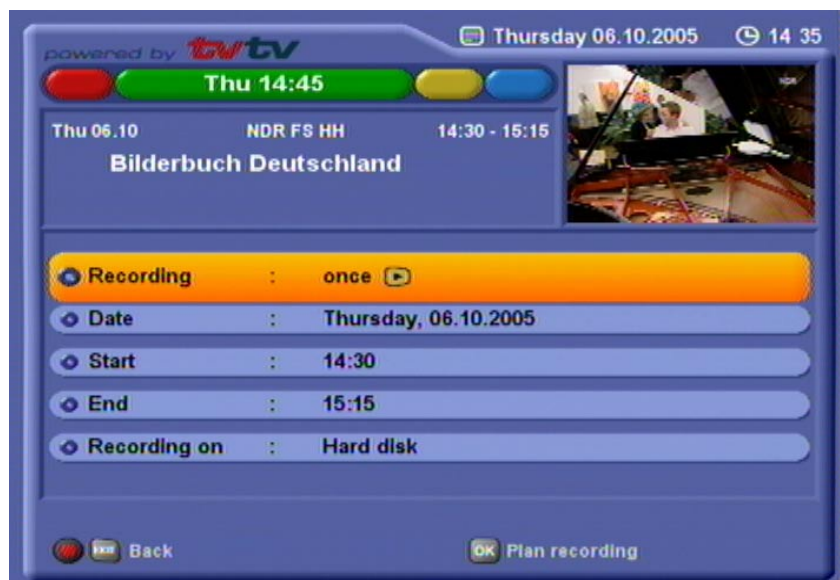 powered by tvtv
Thursday 06.10.2005 14 35
Thu 14:45
Thu 06.10 NDR FS HH 14:30 - 15:15
Bilderbuch Deutschland
NDR
Recording : once
Date : Thursday, 06.10.2005
Start : 14:30
End : 15:15
Recording on : Hard disk
EXIT Back
OK Plan recording